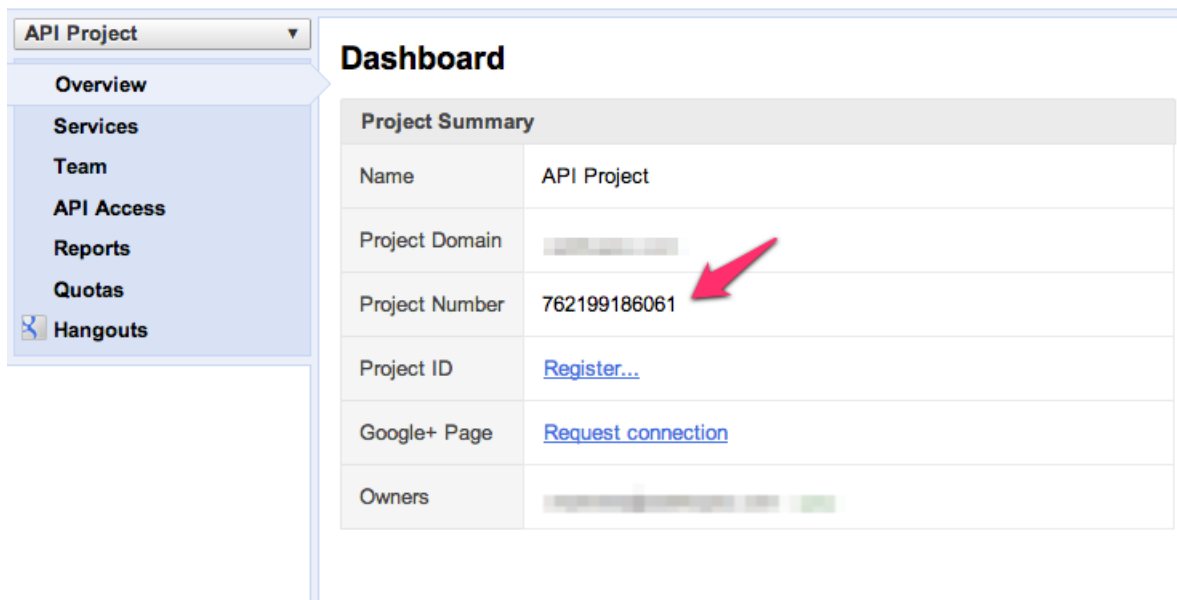 API Project ▼
Overview
Services
Team
API Access
Reports
Quotas
Hangouts
Dashboard
Project Summary
Name API Project
Project Domain
Project Number 762199186061
Project ID Register...
Google+ Page Request connection
Owners